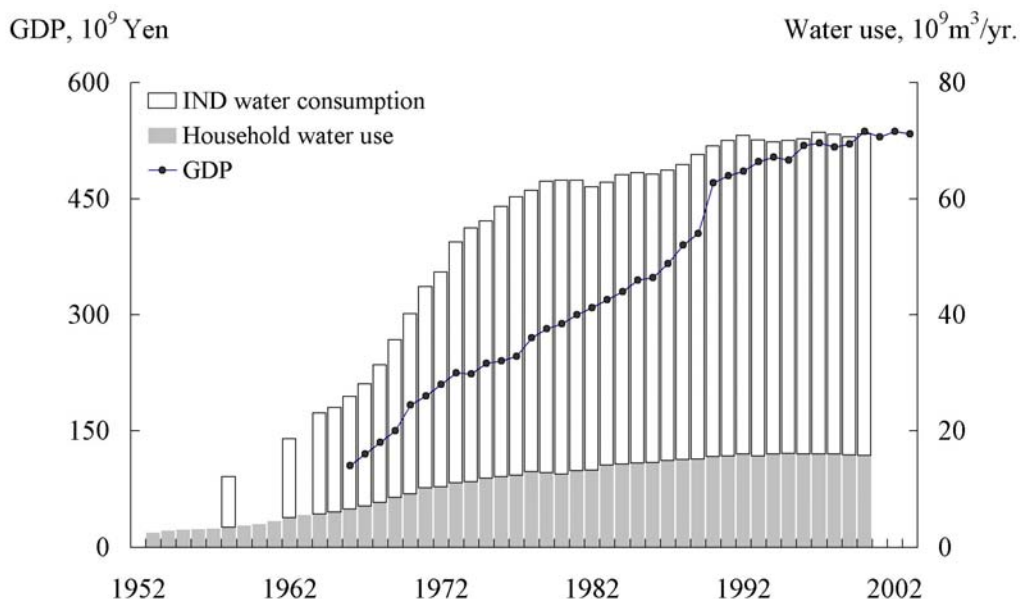 GDP, 10⁹ Yen
Water use, 10⁹m³/yr.
600
80
IND water consumption
Household water use
GDP
450
60
300
40
150
20
0
0
1952 1962 1972 1982 1992 2002